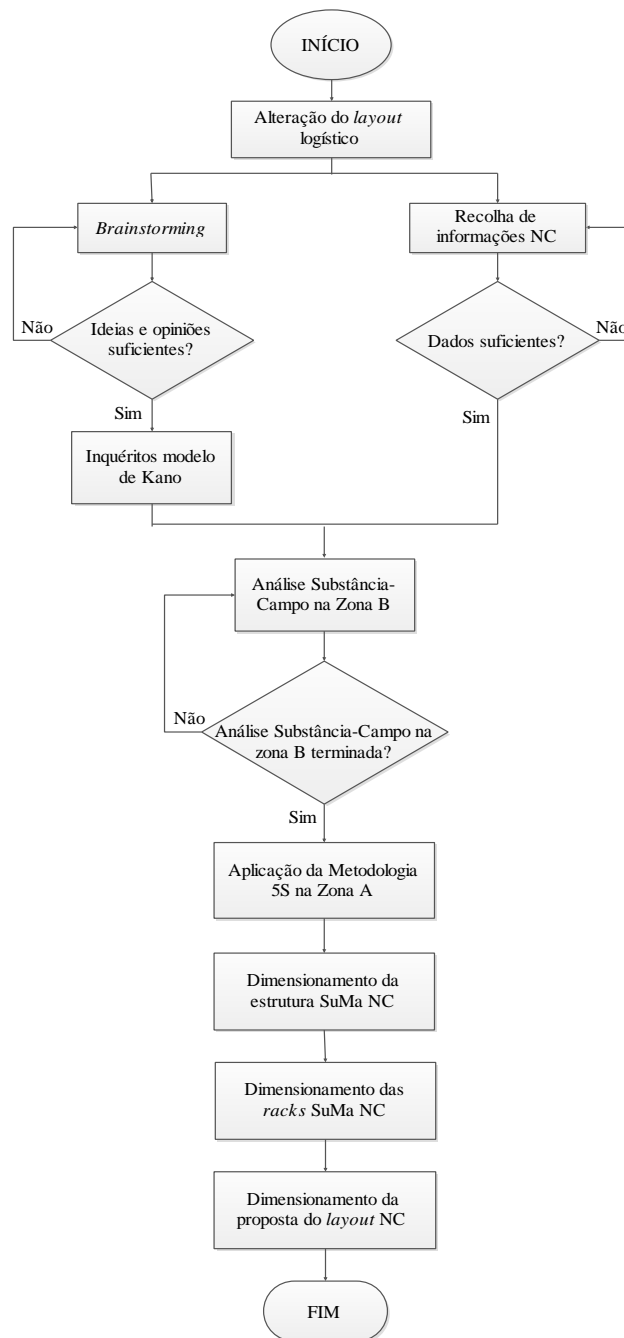 INÍCIO
Alteração do layout
logístico
Brainstorming
Recolha de
informações NC
Não
Ideias e opiniões
suficientes?
Dados suficientes?
Não
Sim
Sim
Inquéritos modelo
de Kano
Análise Substância-
Campo na Zona B
Não
Análise Substância-Campo na
zona B terminada?
Sim
Aplicação da Metodologia
5S na Zona A
Dimensionamento da
estrutura SuMa NC
Dimensionamento das
racks SuMa NC
Dimensionamento da
proposta do layout NC
FIM